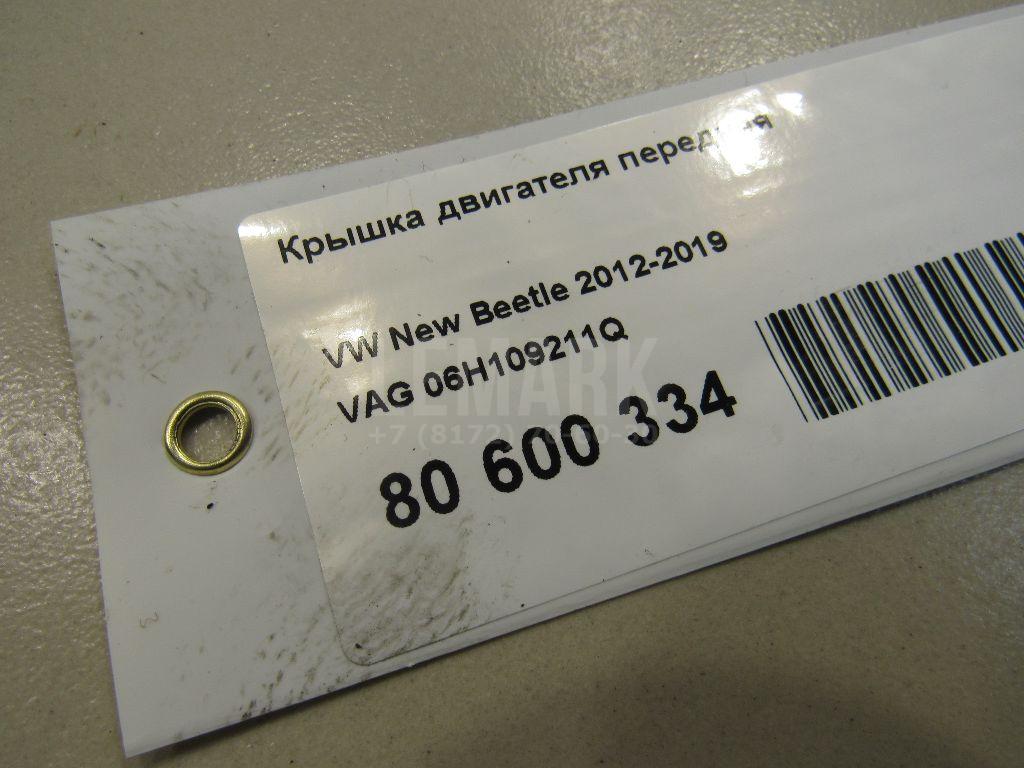 Крышка двигателя передняя
VW New Beetle 2012-2019
VAG 06H109211Q
80 600 334